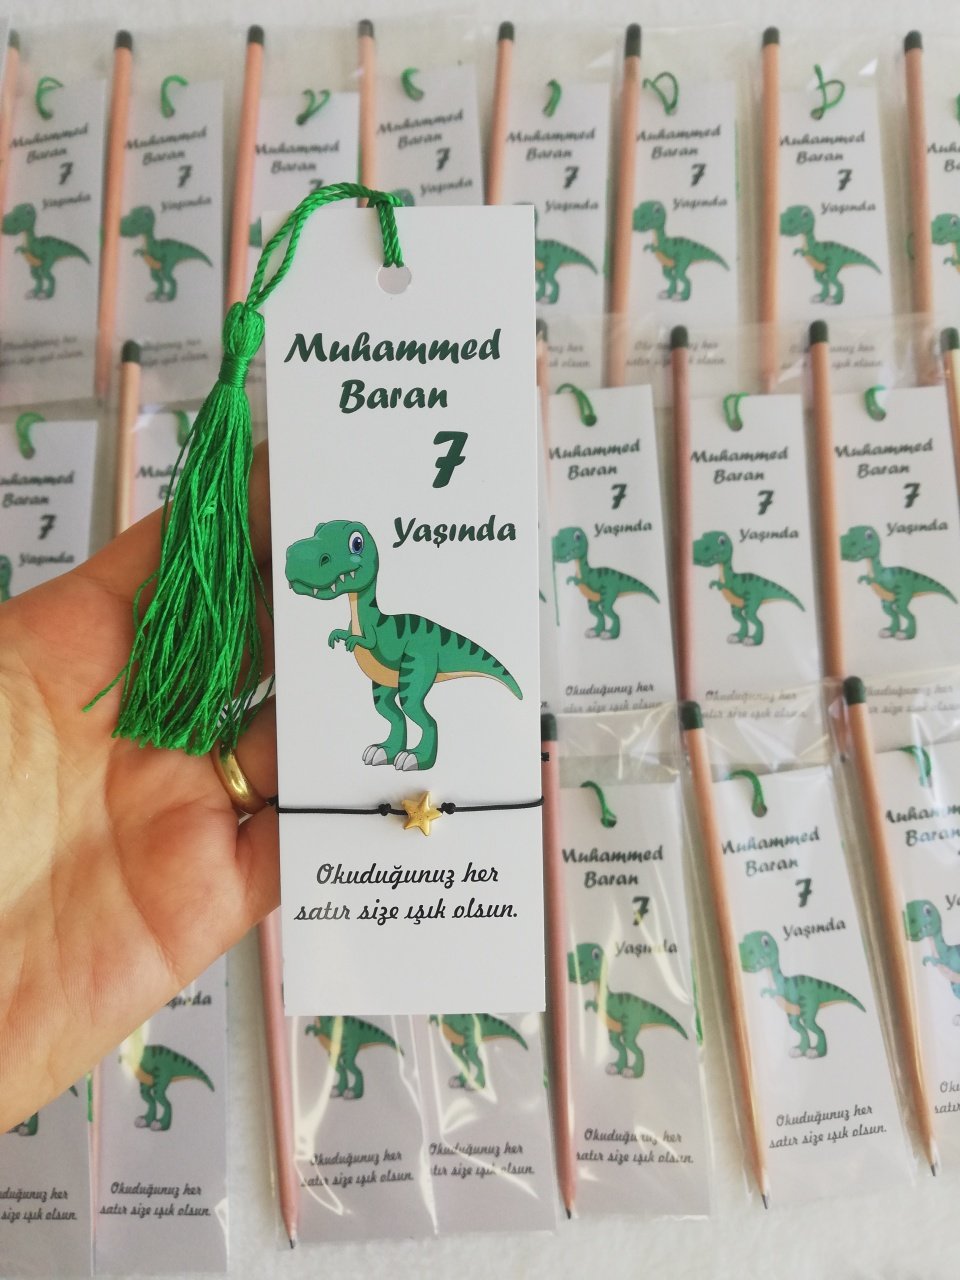 Muhammed
Baran
7
Yaşında
Okuduğunuz her
satır size ışık olsun.